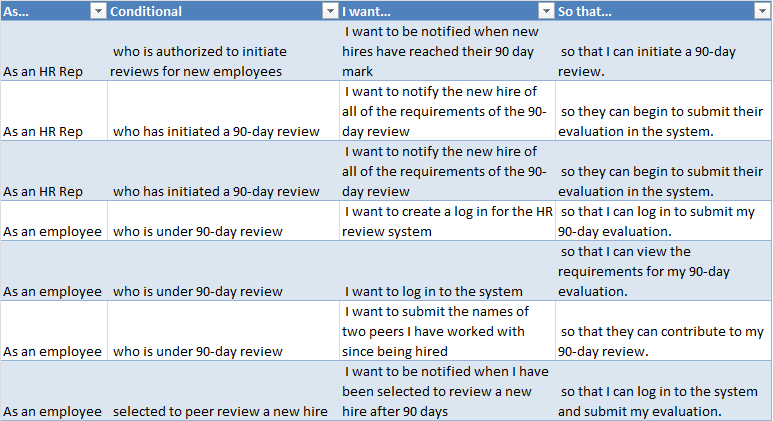 As... Conditional I want... So that...
As an HR Rep who is authorized to initiate
reviews for new employees I want to be notified when new
hires have reached their 90 day
mark so that I can initiate a 90-day
review.
As an HR Rep who has initiated a 90-day review I want to notify the new hire of
all of the requirements of the 90-
day review so they can begin to submit their
evaluation in the system.
As an HR Rep who has initiated a 90-day review I want to notify the new hire of
all of the requirements of the 90-
day review so they can begin to submit their
evaluation in the system.
As an employee who is under 90-day review I want to create a log in for the HR
review system so that I can log in to submit my
90-day evaluation.
As an employee who is under 90-day review I want to log in to the system so that I can view the
requirements for my 90-day
evaluation.
As an employee who is under 90-day review I want to submit the names of
two peers I have worked with
since being hired so that they can contribute to my
90-day review.
As an employee selected to peer review a new hire I want to be notified when I have
been selected to review a new
hire after 90 days so that I can log in to the system
and submit my evaluation.